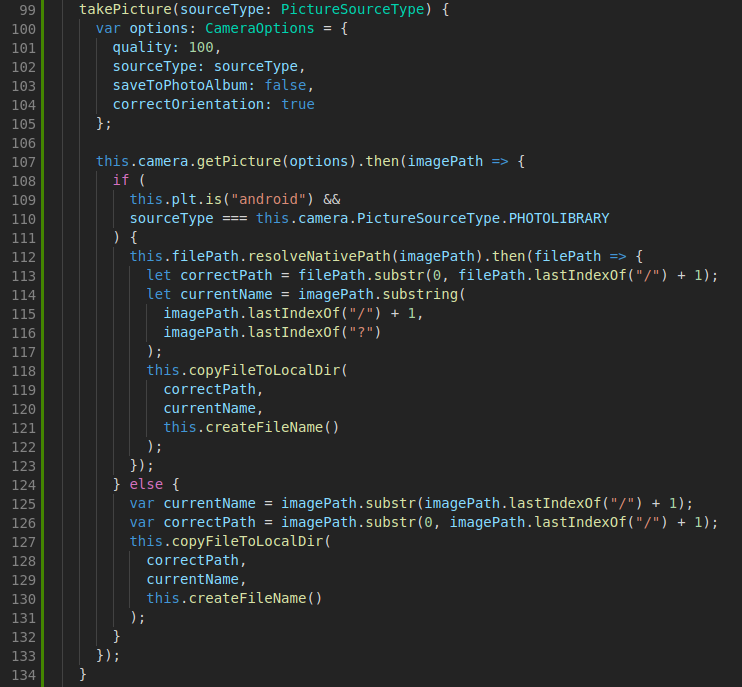 99 takePicture(sourceType: PictureSourceType) {
100 var options: CameraOptions = {
101 quality: 100,
102 sourceType: sourceType,
103 saveToPhotoAlbum: false,
104 correctOrientation: true
105 };
106
107 this.camera.getPicture(options).then(imagePath => {
108 if (
109 this.plt.is("android") &&
110 sourceType === this.camera.PictureSourceType.PHOTOLIBRARY
111 ) {
112 this.filePath.resolveNativePath(imagePath).then(filePath => {
113 let correctPath = filePath.substr(0, filePath.lastIndexOf("/") + 1);
114 let currentName = imagePath.substring(
115 imagePath.lastIndexOf("/") + 1,
116 imagePath.lastIndexOf("?")
117 );
118 this.copyFileToLocalDir(
119 correctPath,
120 currentName,
121 this.createFileName()
122 );
123 });
124 } else {
125 var currentName = imagePath.substr(imagePath.lastIndexOf("/") + 1);
126 var correctPath = imagePath.substr(0, imagePath.lastIndexOf("/") + 1);
127 this.copyFileToLocalDir(
128 correctPath,
129 currentName,
130 this.createFileName()
131 );
132 }
133 });
134 }